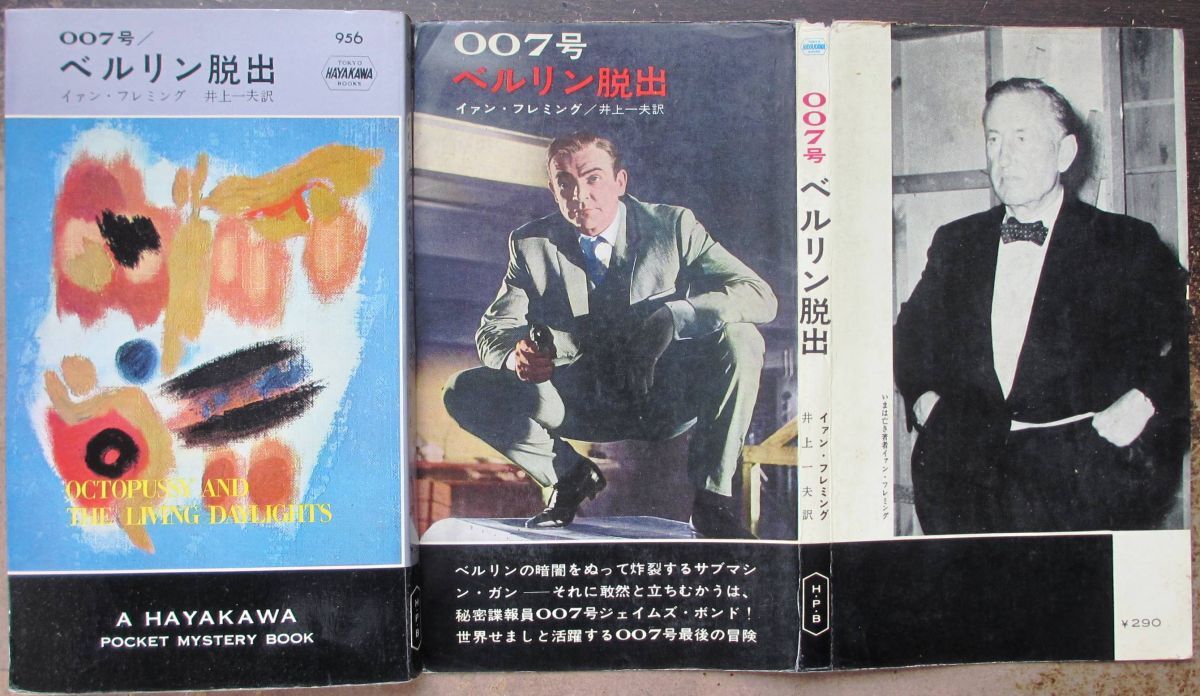 007号/
ベルリン脱出
イァン・フレミング 井上一夫訳
956
TOKYO
HAYAKAWA
BOOKS
OCTOPUSSY AND
THE LIVING DAYLIGHTS
A HAYAKAWA
POCKET MYSTERY BOOK
H・P・B
007号
ベルリン脱出
イァン・フレミング/井上一夫訳
ベルリンの暗闇をぬって炸裂するサブマシ
ン・ガン――それに敢然と立ちむかうは、
秘密諜報員007号ジェイムズ・ボンド!
世界せましと活躍する007号最後の冒険
TOKYO
HAYAKAWA
BOOKS
007号 ベルリン脱出
イァン・フレミング
井上一夫訳
H・P・B
いまは亡き著者イァン・フレミング
¥290